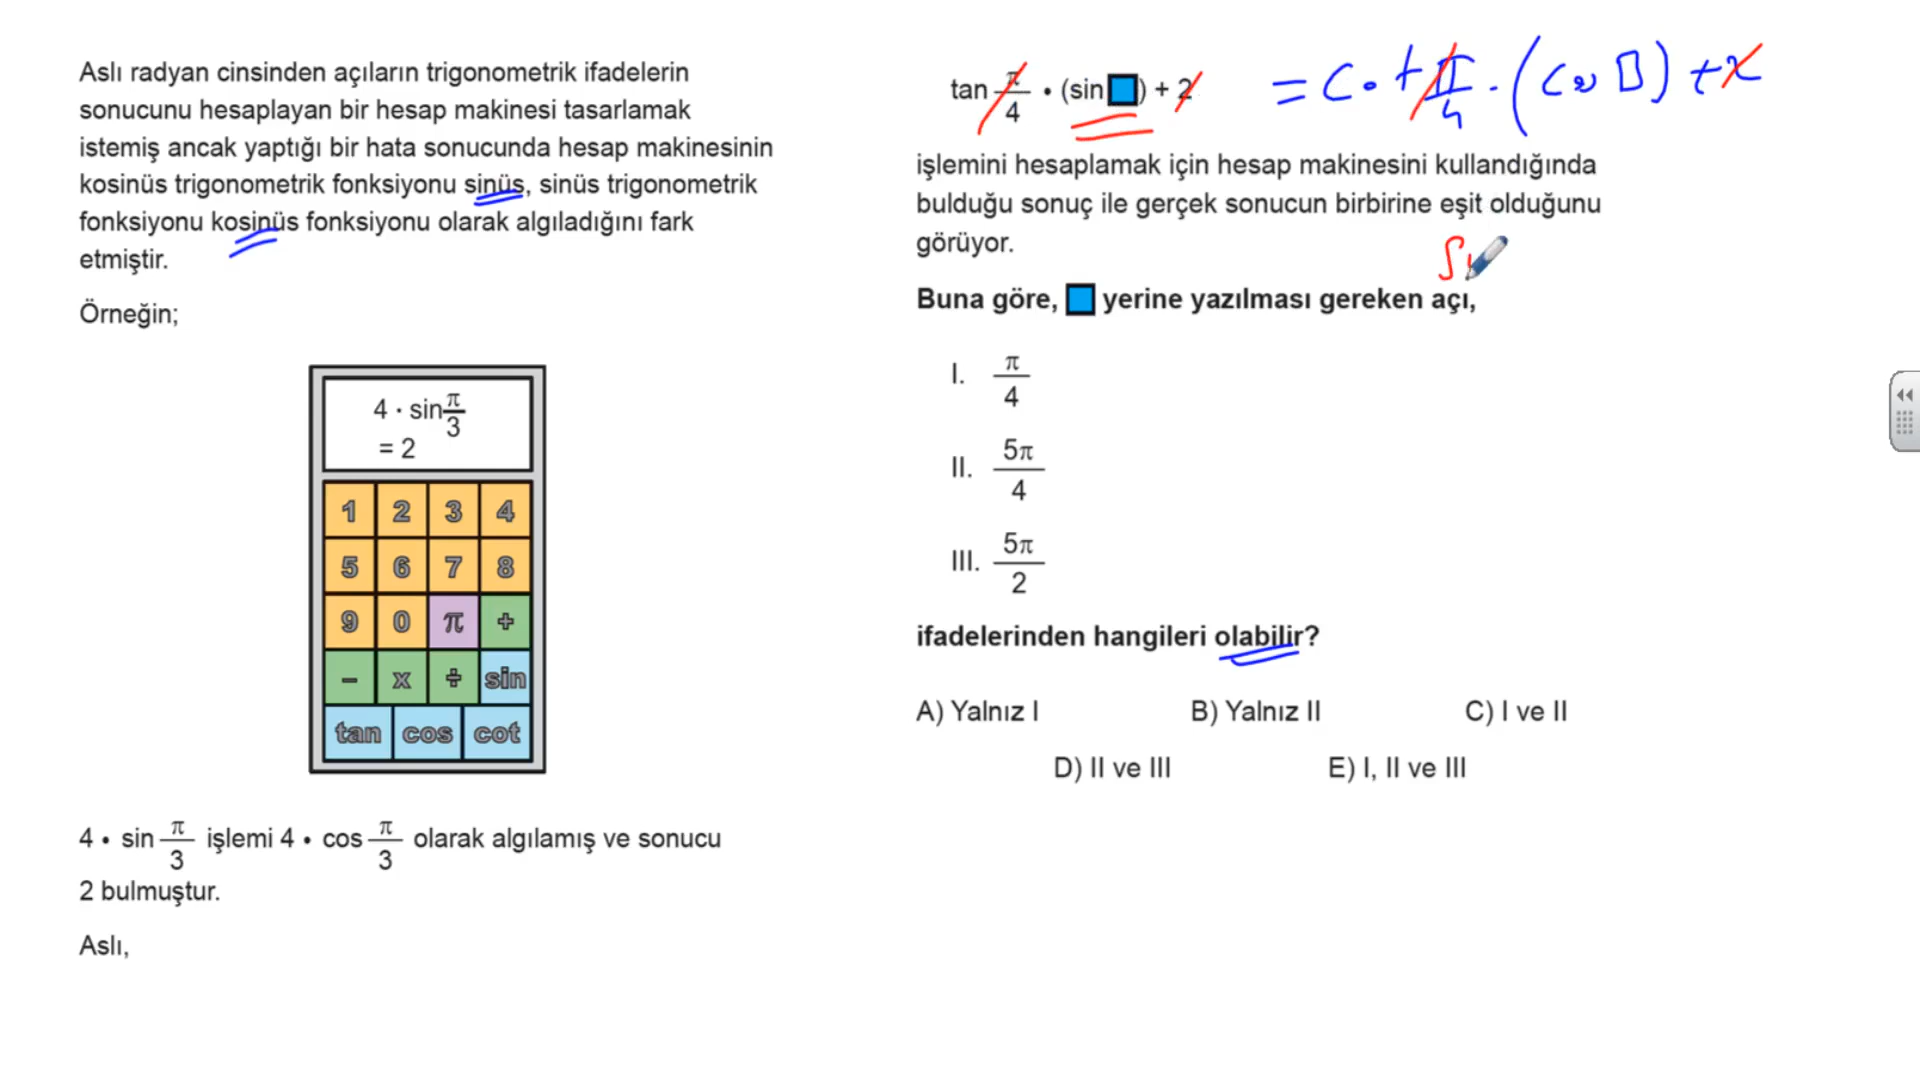 Aslı radyan cinsinden açıların trigonometrik ifadelerin
sonucunu hesaplayan bir hesap makinesi tasarlamak
istemiş ancak yaptığı bir hata sonucunda hesap makinesinin
kosinüs trigonometrik fonksiyonu sinüs, sinüs trigonometrik
fonksiyonu kosinüs fonksiyonu olarak algıladığını fark
etmiştir.
Örneğin;
4 · sin π/3
= 2
1 2 3 4
5 6 7 8
9 0 π +
− x ÷ sin
tan cos cot
4 • sin π/3 işlemi 4 • cos π/3 olarak algılamış ve sonucu
2 bulmuştur.
Aslı,
tan π/4 • (sin ) + 2 = Cot π/4 . (Cos □) + 2
işlemini hesaplamak için hesap makinesini kullandığında
bulduğu sonuç ile gerçek sonucun birbirine eşit olduğunu
görüyor.
Buna göre, yerine yazılması gereken açı,
I. π/4
II. 5π/4
III. 5π/2
ifadelerinden hangileri olabilir?
A) Yalnız I B) Yalnız II C) I ve II
D) II ve III E) I, II ve III